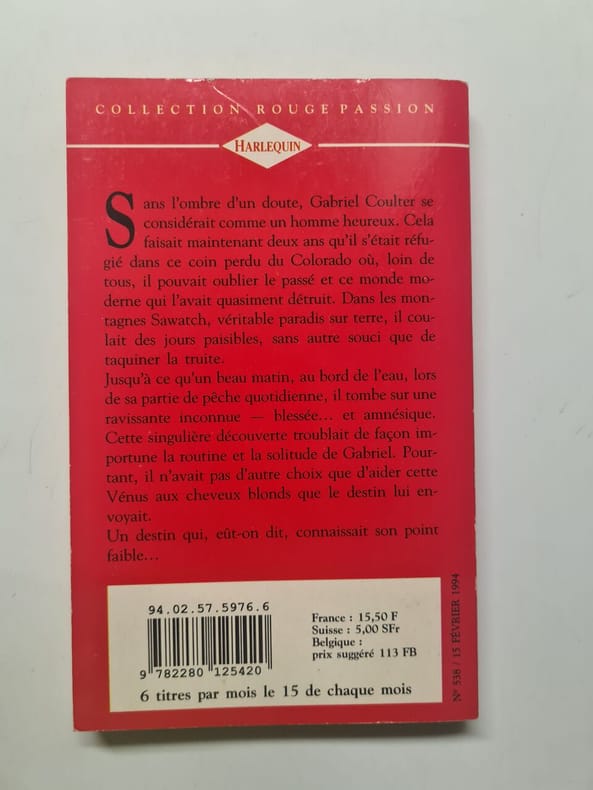 COLLECTION ROUGE PASSION
HARLEQUIN
Sans l'ombre d'un doute, Gabriel Coulter se
considérait comme un homme heureux. Cela
faisait maintenant deux ans qu'il s'était réfu-
gié dans ce coin perdu du Colorado où, loin de
tous, il pouvait oublier le passé et ce monde mo-
derne qui l'avait quasiment détruit. Dans les mon-
tagnes Sawatch, véritable paradis sur terre, il cou-
lait des jours paisibles, sans autre souci que de
taquiner la truite.
Jusqu'à ce qu'un beau matin, au bord de l'eau, lors
de sa partie de pêche quotidienne, il tombe sur une
ravissante inconnue — blessée... et amnésique.
Cette singulière découverte troublait de façon im-
portune la routine et la solitude de Gabriel. Pour-
tant, il n'avait pas d'autre choix que d'aider cette
Vénus aux cheveux blonds que le destin lui en-
voyait.
Un destin qui, eût-on dit, connaissait son point
faible...
94.02.57.5976.6
9 782280 125420
France : 15,50 F
Suisse : 5,00 SFr
Belgique :
prix suggéré 113 FB
6 titres par mois le 15 de chaque mois
N° 538 / 15 FÉVRIER 1994